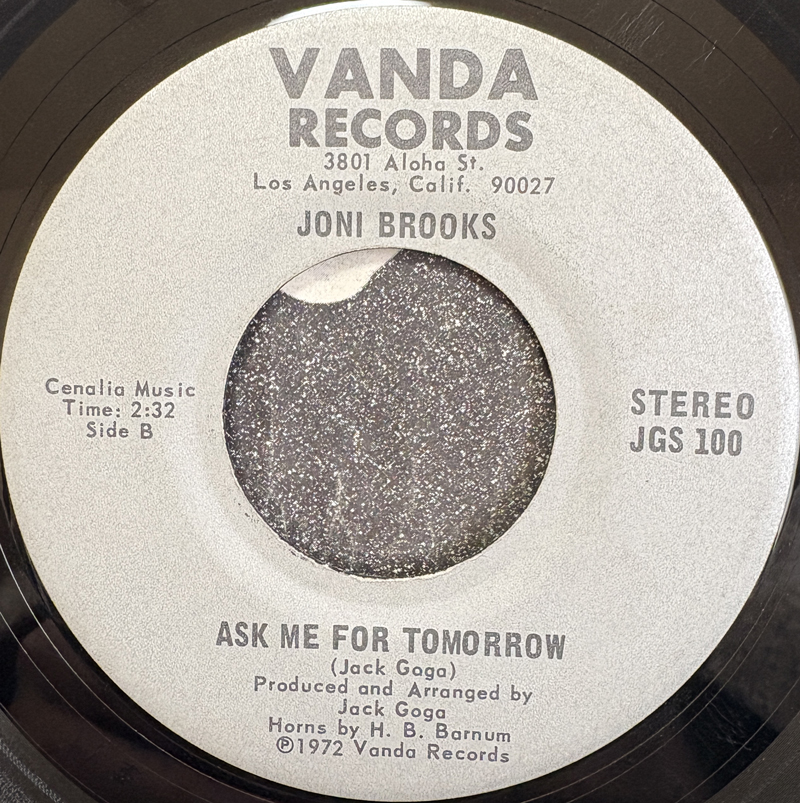 VANDA
RECORDS
3801 Aloha St.
Los Angeles, Calif. 90027
JONI BROOKS
Cenalia Music
Time: 2:32
Side B
STEREO
JGS 100
ASK ME FOR TOMORROW
(Jack Goga)
Produced and Arranged by
Jack Goga
Horns by H. B. Barnum
℗1972 Vanda Records